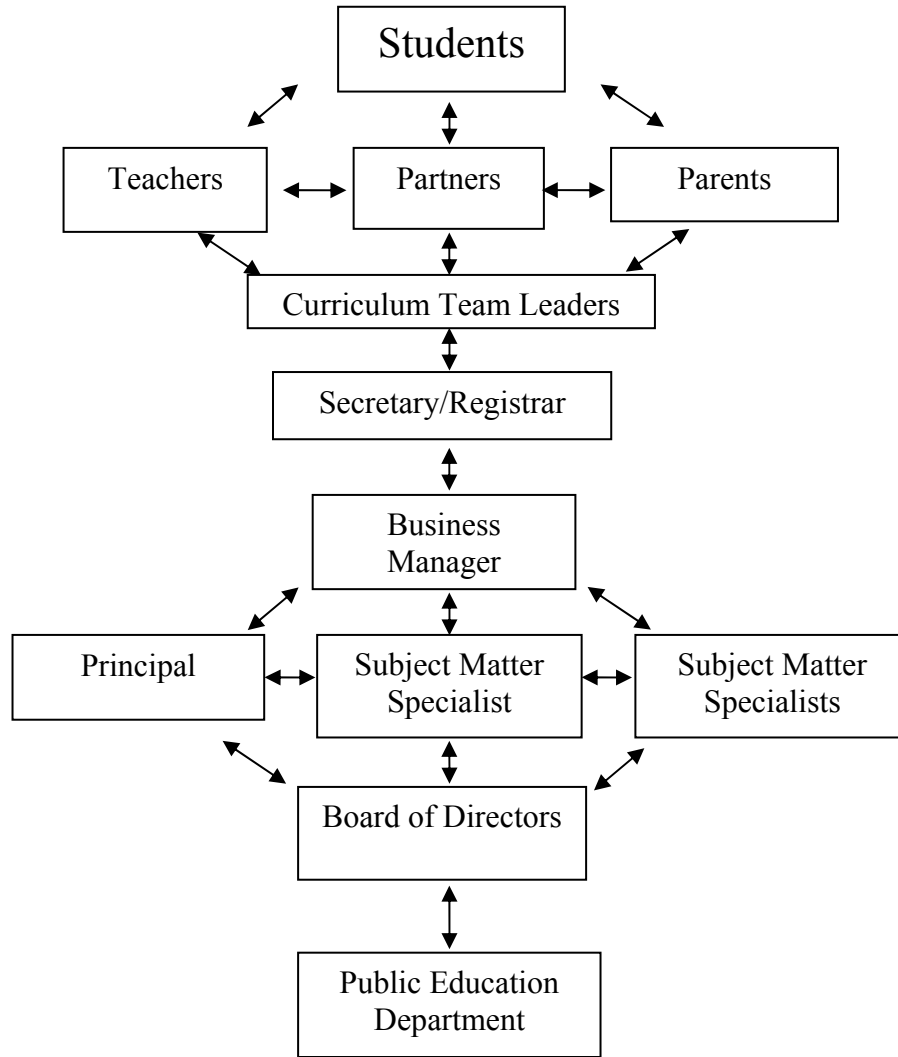 Students
Teachers
Partners
Parents
Curriculum Team Leaders
Secretary/Registrar
Business
Manager
Principal
Subject Matter
Specialist
Subject Matter
Specialists
Board of Directors
Public Education
Department